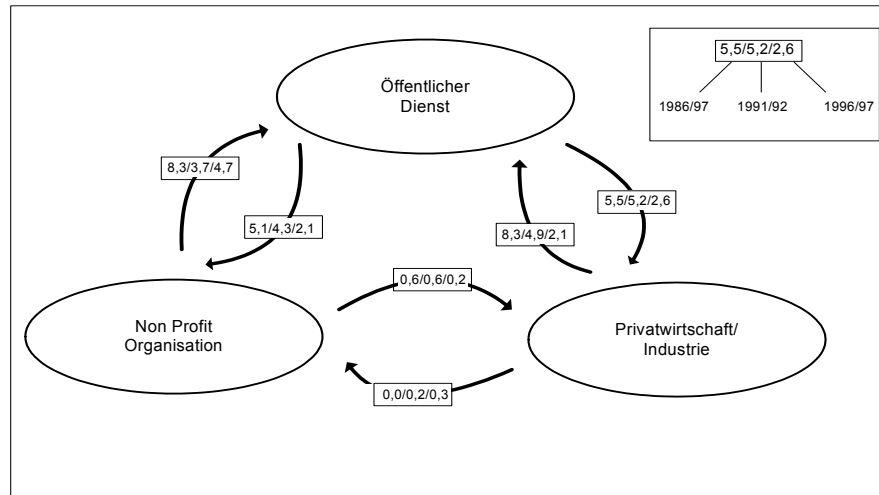 Öffentlicher
Dienst
5,5/5,2/2,6
1986/97
1991/92
1996/97
8,3/3,7/4,7
5,1/4,3/2,1
8,3/4,9/2,1
5,5/5,2/2,6
0,6/0,6/0,2
Non Profit
Organisation
Privatwirtschaft/
Industrie
0,0/0,2/0,3